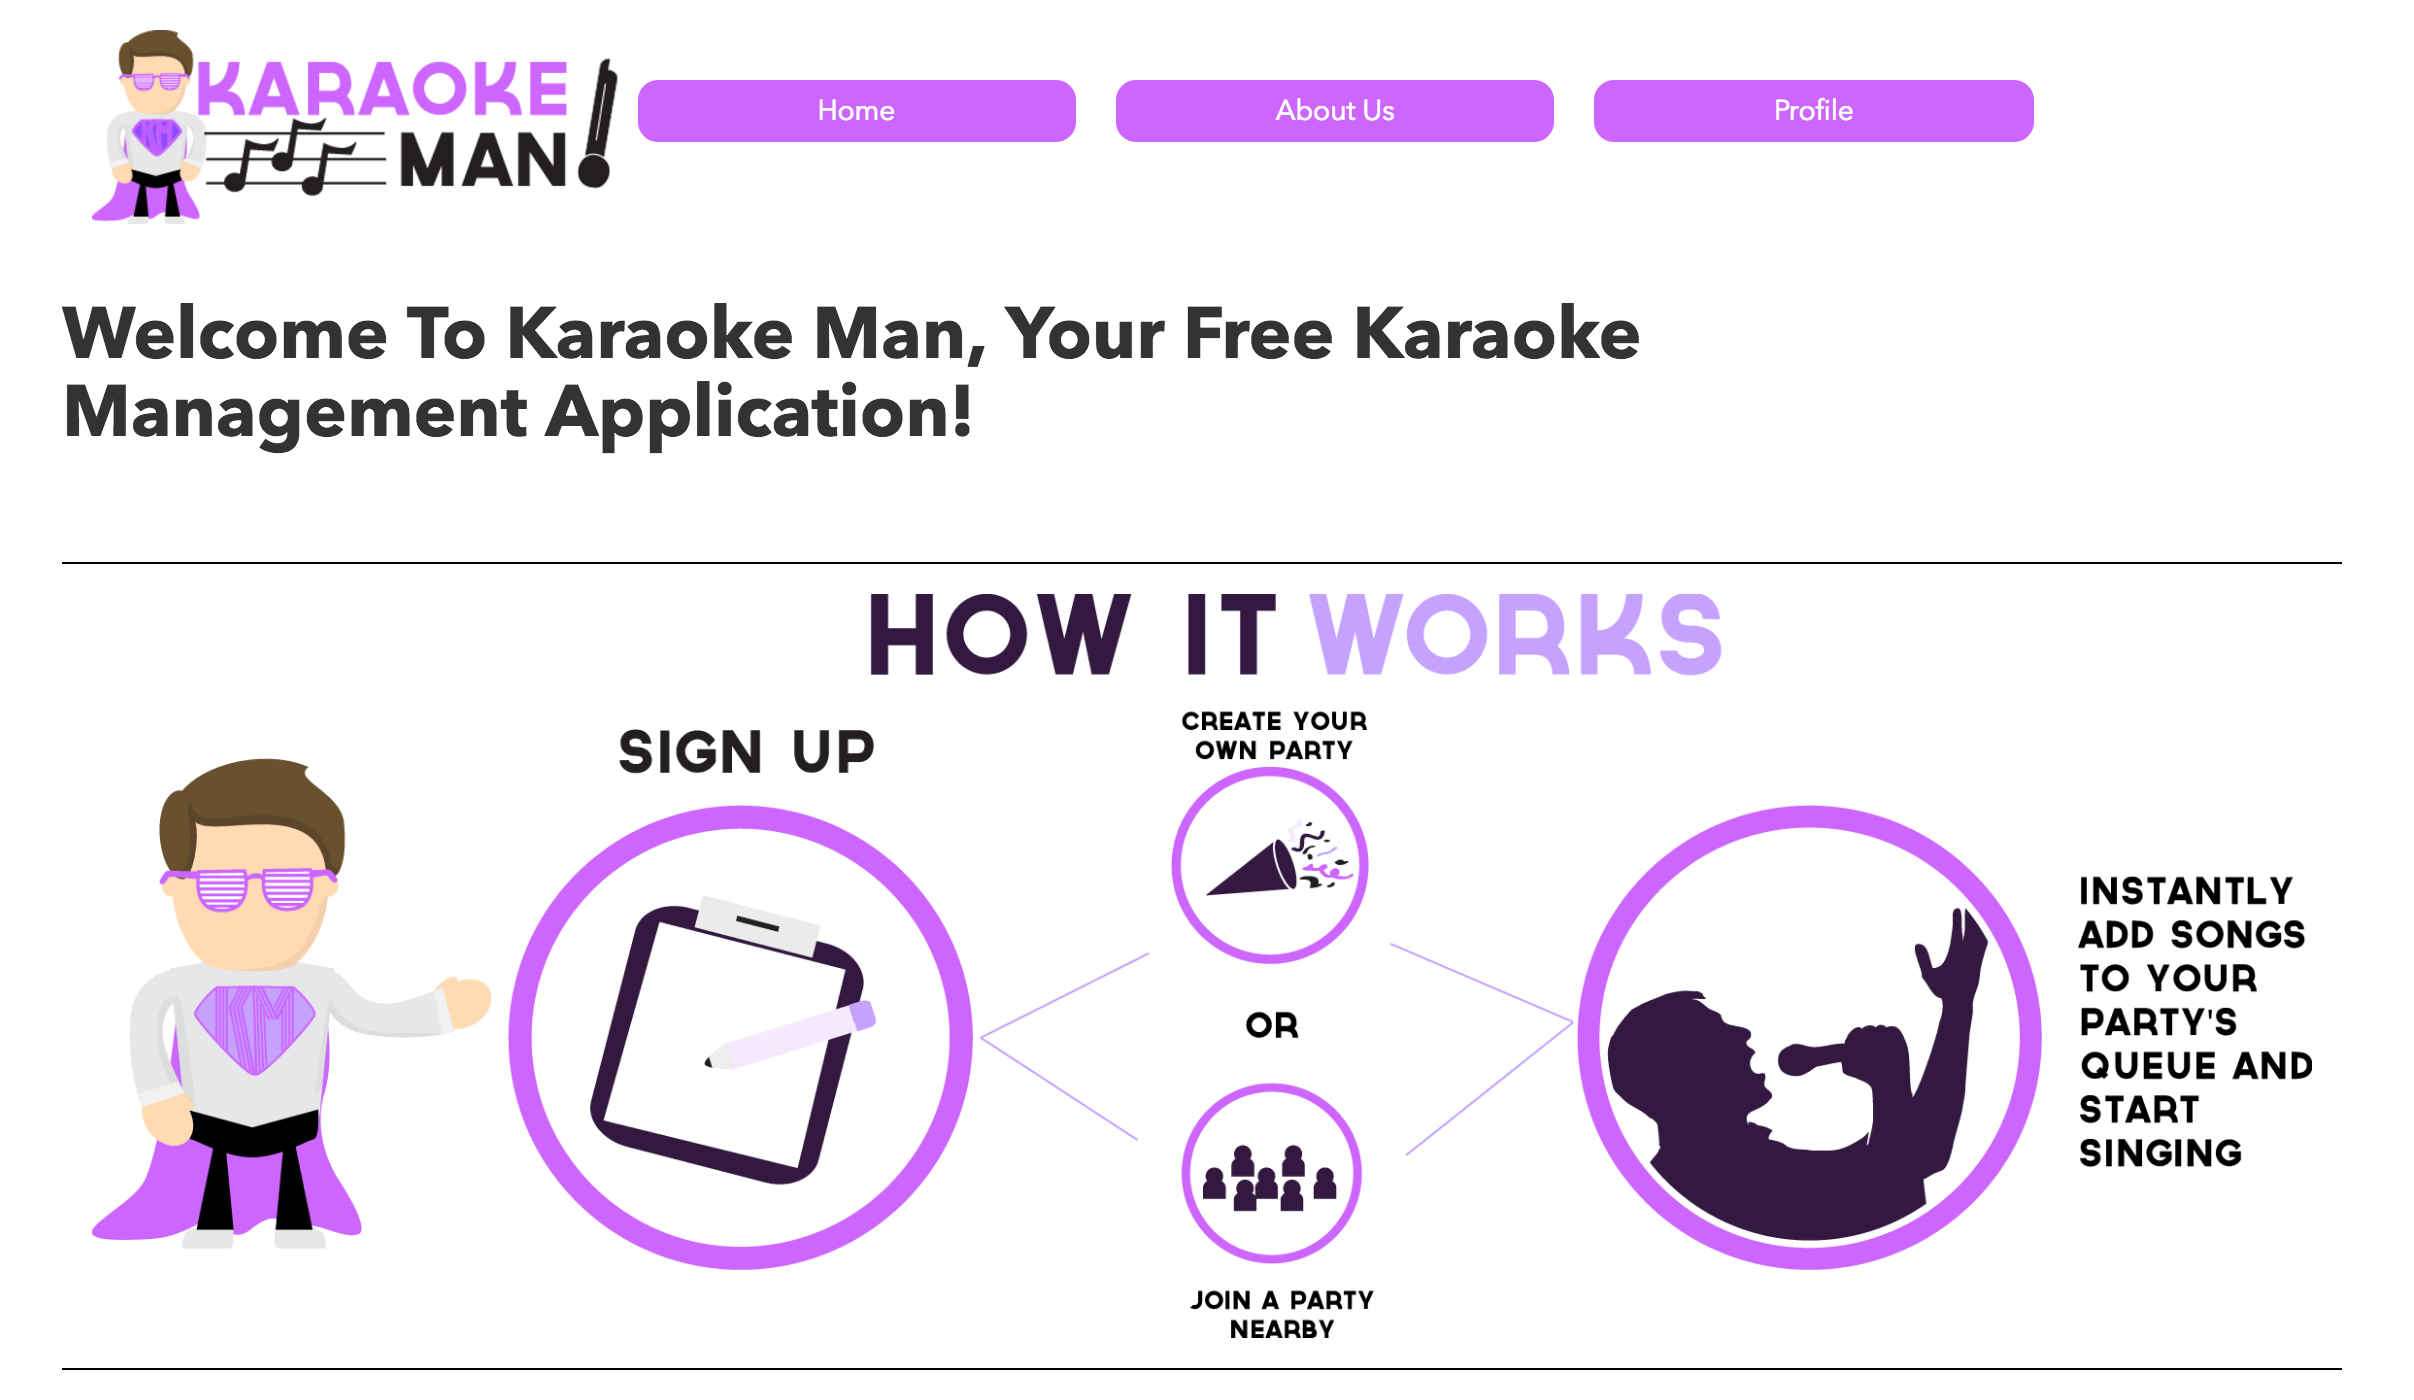 KARAOKE
MAN
Home
About Us
Profile
KM
Welcome To Karaoke Man, Your Free Karaoke
Management Application!
HOW IT WORKS
SIGN UP
CREATE YOUR
OWN PARTY
KM
OR
JOIN A PARTY
NEARBY
INSTANTLY
ADD SONGS
TO YOUR
PARTY'S
QUEUE AND
START
SINGING